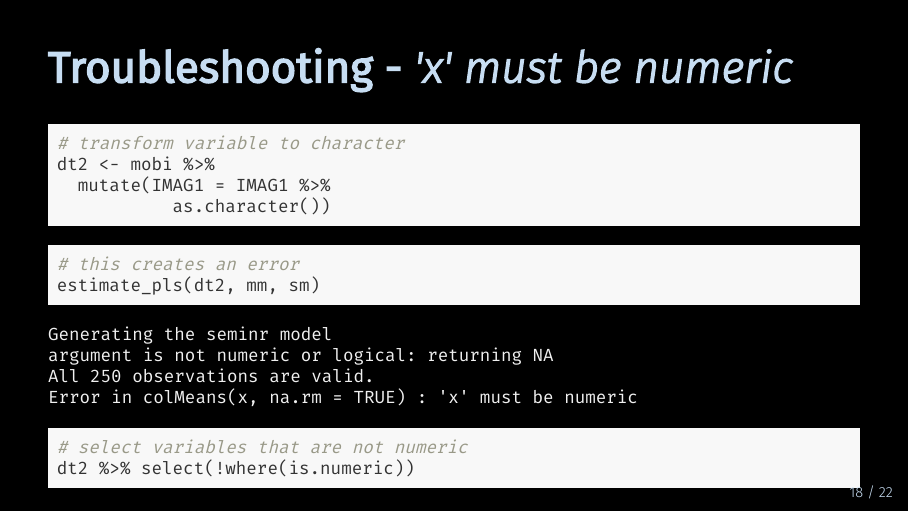 Troubleshooting - 'x' must be numeric
# transform variable to character
dt2 <- mobi %>%
  mutate(IMAG1 = IMAG1 %>%
           as.character())
# this creates an error
estimate_pls(dt2, mm, sm)
Generating the seminr model
argument is not numeric or logical: returning NA
All 250 observations are valid.
Error in colMeans(x, na.rm = TRUE) : 'x' must be numeric
# select variables that are not numeric
dt2 %>% select(!where(is.numeric))
18 / 22